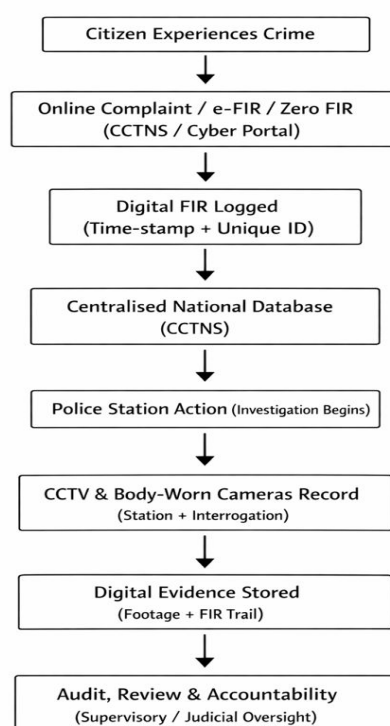 Citizen Experiences Crime
Online Complaint / e-FIR / Zero FIR
(CCTNS / Cyber Portal)
Digital FIR Logged
(Time-stamp + Unique ID)
Centralised National Database
(CCTNS)
Police Station Action (Investigation Begins)
CCTV & Body-Worn Cameras Record
(Station + Interrogation)
Digital Evidence Stored
(Footage + FIR Trail)
Audit, Review & Accountability
(Supervisory / Judicial Oversight)